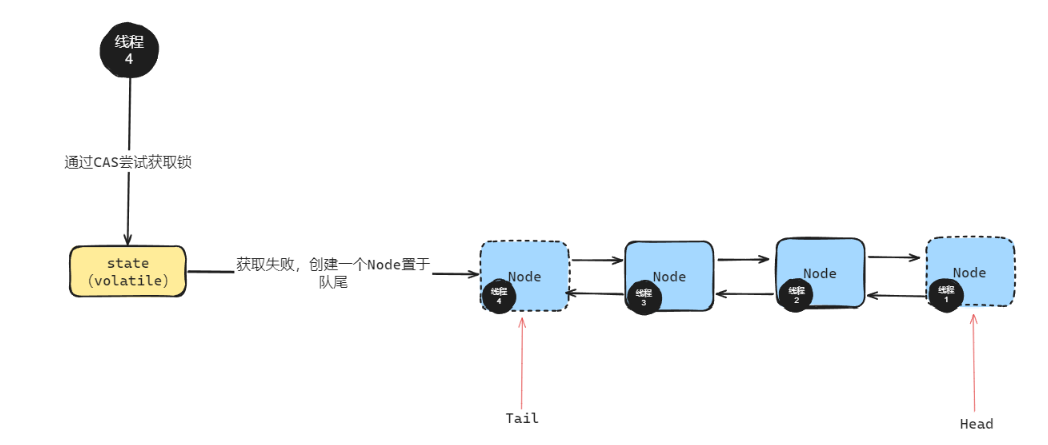 线程
4
通过CAS尝试获取锁
state
（volatile）
获取失败，创建一个Node置于
队尾
Node
线程
4
Node
线程
3
Node
线程
2
Node
线程
1
Tail
Head